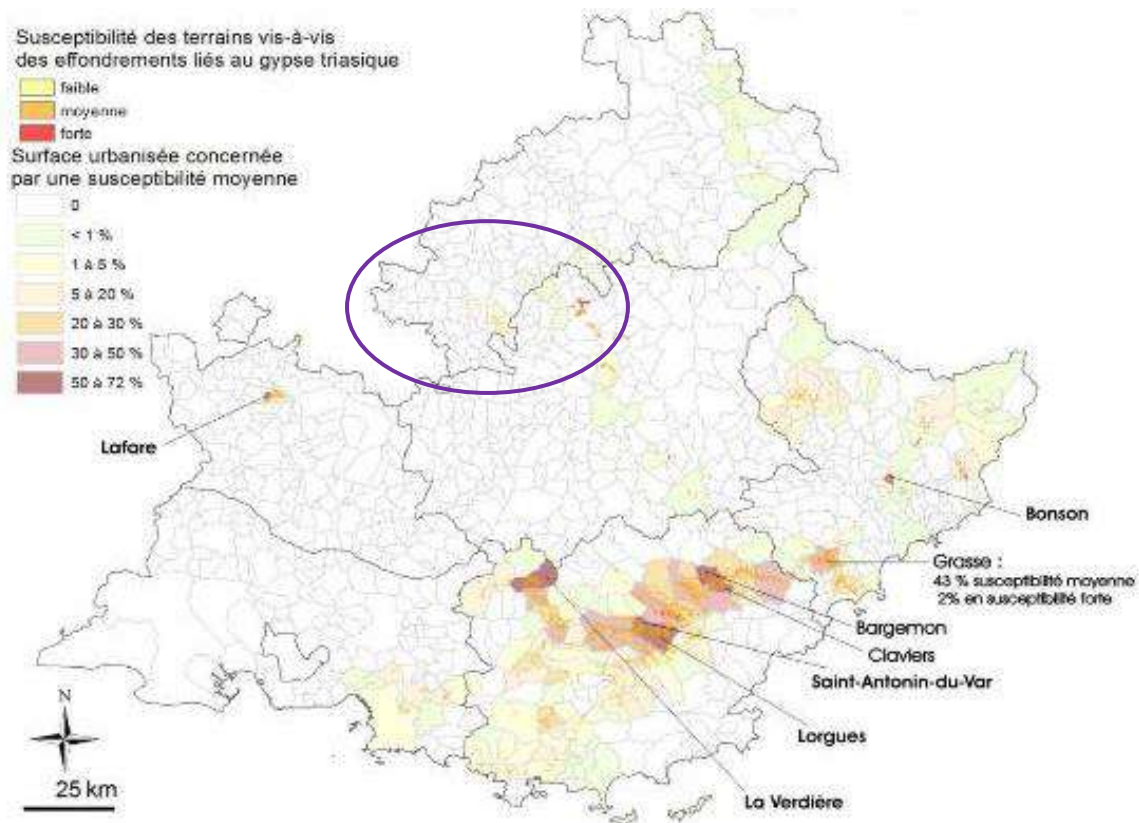 Susceptibilité des terrains vis-à-vis
des effondrements liés au gypse triasique
faible
moyenne
forte
Surface urbanisée concernée
par une susceptibilité moyenne
0
< 1 %
1 à 5 %
5 à 20 %
20 à 30 %
30 à 50 %
50 à 72 %
Lafare
Bonson
Grasse :
43 % susceptibilité moyenne
2% en susceptibilité forte
Bargemon
Claviers
Saint-Antonin-du-Var
Lorgues
La Verdière
N
25 km